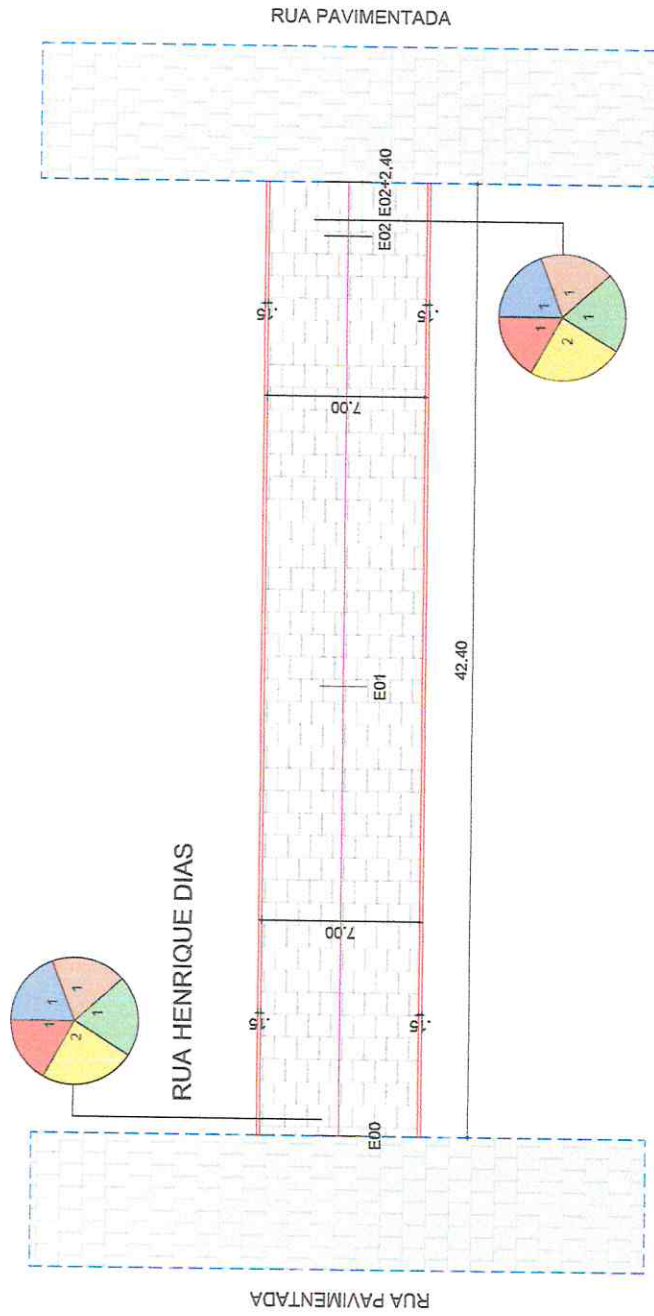 RUA PAVIMENTADA
E02+2.40
E02
.15
.15
1
1
1
1
2
7.00
42.40
E01
RUA HENRIQUE DIAS
7.00
1
1
1
1
2
.15
.15
E00
RUA PAVIMENTADA